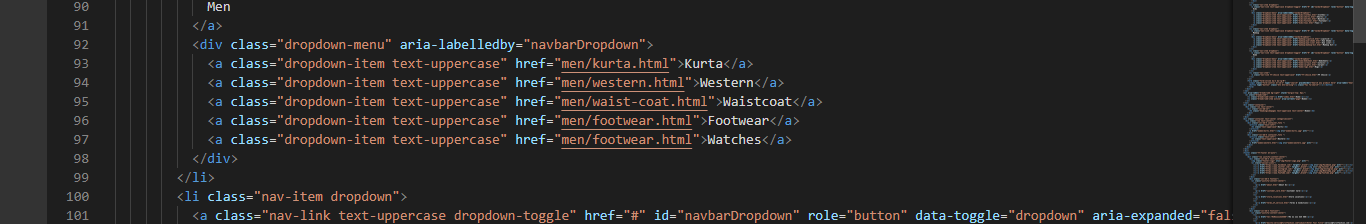 90 Men
91 </a>
92 <div class="dropdown-menu" aria-labelledby="navbarDropdown">
93 <a class="dropdown-item text-uppercase" href="men/kurta.html">Kurta</a>
94 <a class="dropdown-item text-uppercase" href="men/western.html">Western</a>
95 <a class="dropdown-item text-uppercase" href="men/waist-coat.html">Waistcoat</a>
96 <a class="dropdown-item text-uppercase" href="men/footwear.html">Footwear</a>
97 <a class="dropdown-item text-uppercase" href="men/footwear.html">Watches</a>
98 </div>
99 </li>
100 <li class="nav-item dropdown">
101 <a class="nav-link text-uppercase dropdown-toggle" href="#" id="navbarDropdown" role="button" data-toggle="dropdown" aria-expanded="fal